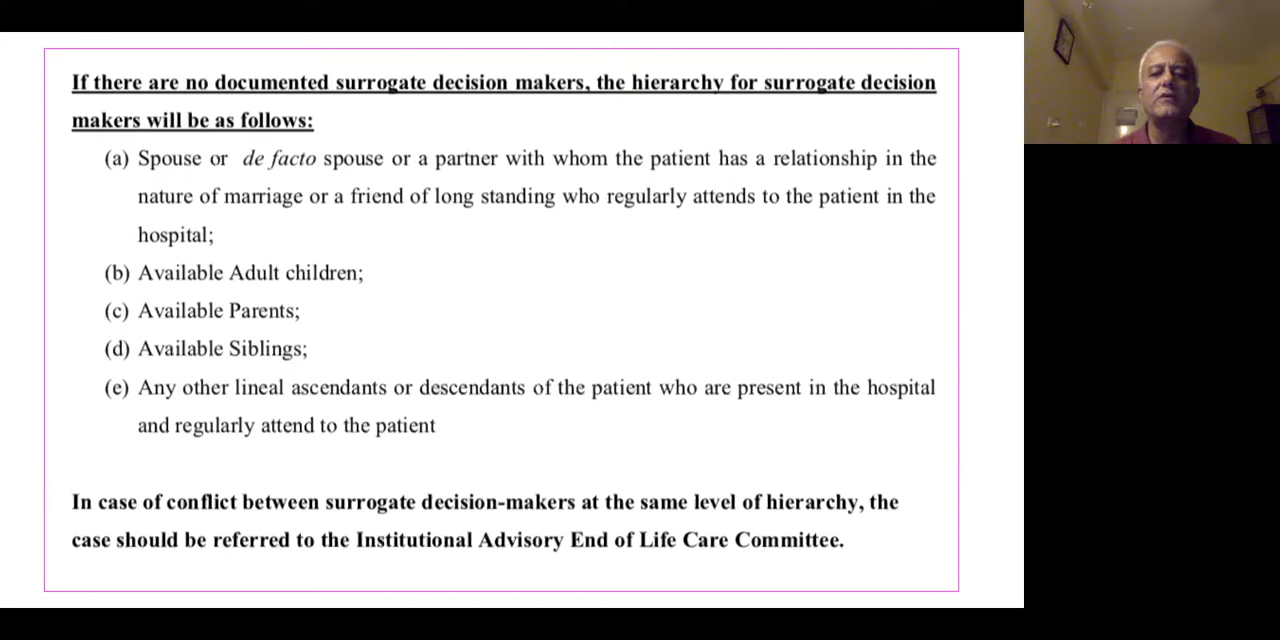 If there are no documented surrogate decision makers, the hierarchy for surrogate decision
makers will be as follows:
(a) Spouse or de facto spouse or a partner with whom the patient has a relationship in the
nature of marriage or a friend of long standing who regularly attends to the patient in the
hospital;
(b) Available Adult children;
(c) Available Parents;
(d) Available Siblings;
(e) Any other lineal ascendants or descendants of the patient who are present in the hospital
and regularly attend to the patient
In case of conflict between surrogate decision-makers at the same level of hierarchy, the
case should be referred to the Institutional Advisory End of Life Care Committee.